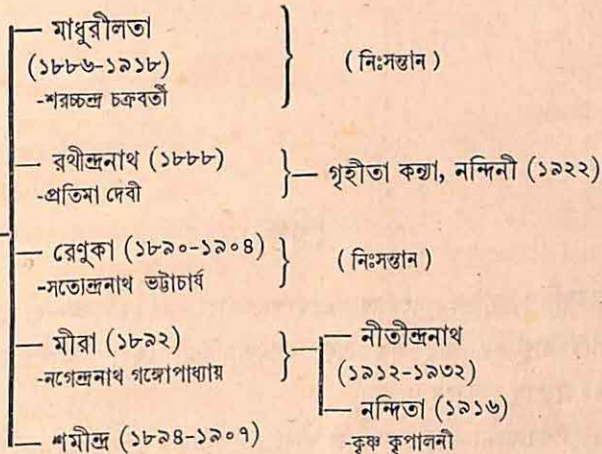 — মাধুরীলতা
(১৮৮৬-১৯১৮)
-শরচ্চন্দ্র চক্রবর্তী
(নিঃসন্তান)
— রথীন্দ্রনাথ (১৮৮৮)
-প্রতিমা দেবী
— গৃহীতা কন্যা, নন্দিনী (১৯২২)
— রেণুকা (১৮৯০-১৯০৪)
-সত্যেন্দ্রনাথ ভট্টাচার্য
(নিঃসন্তান)
— মীরা (১৮৯২)
-নগেন্দ্রনাথ গঙ্গোপাধ্যায়
— নীতীন্দ্রনাথ
(১৯১২-১৯৩২)
— নন্দিতা (১৯১৬)
-কৃষ্ণ কৃপালনী
— শমীন্দ্র (১৮৯৪-১৯০৭)